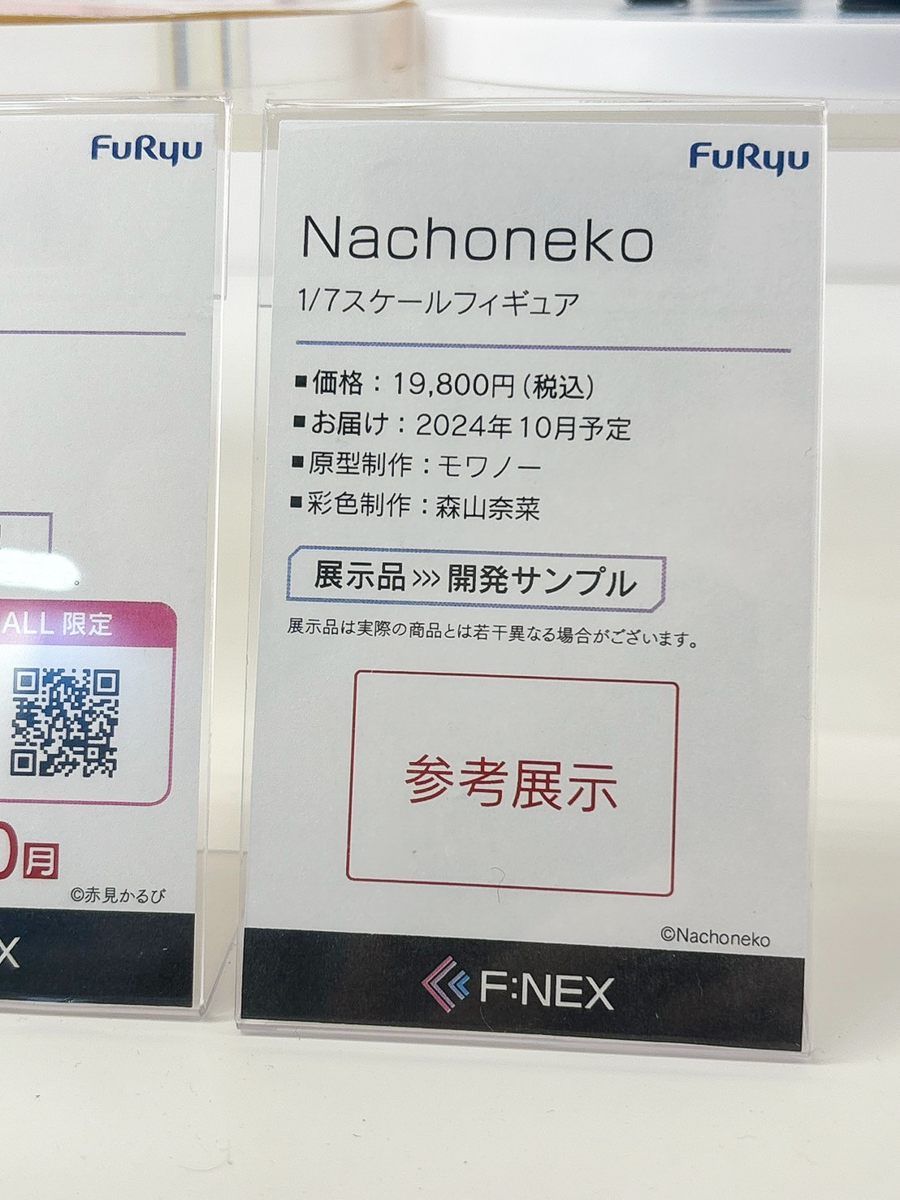 FuRyu
ALL 限定
0月
©赤見かるび
X
FuRyu
Nachoneko
1/7スケールフィギュア
■価格：19,800円（税込）
■お届け：2024年10月予定
■原型制作：モワノー
■彩色制作：森山奈菜
展示品>>>開発サンプル
展示品は実際の商品とは若干異なる場合がございます。
参考展示
©Nachoneko
F:NEX